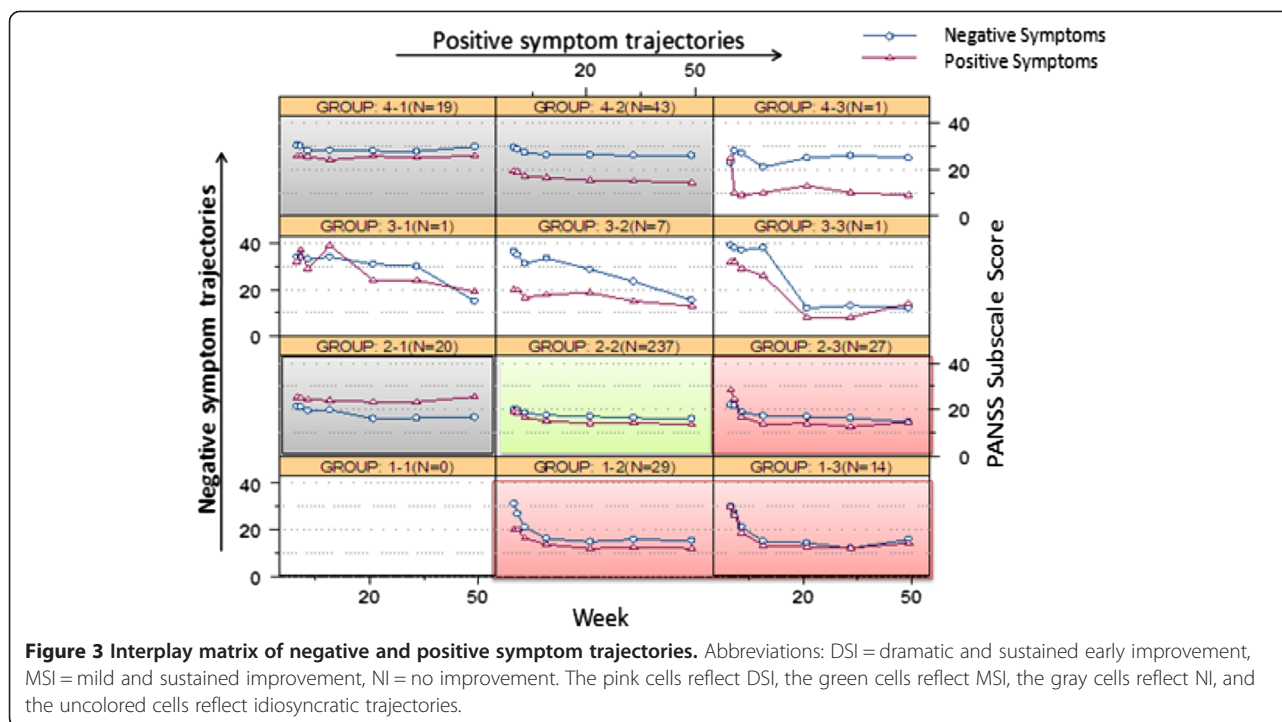 Positive symptom trajectories
Negative Symptoms
Positive Symptoms
20 50
GROUP: 4-1(N=19) GROUP: 4-2(N=43) GROUP: 4-3(N=1)
40
20
0
GROUP: 3-1(N=1) GROUP: 3-2(N=7) GROUP: 3-3(N=1)
40
20
0
GROUP: 2-1(N=20) GROUP: 2-2(N=237) GROUP: 2-3(N=27)
40
20
0
GROUP: 1-1(N=0) GROUP: 1-2(N=29) GROUP: 1-3(N=14)
40
20
0
20 50 20 50
Negative symptom trajectories
PANSS Subscale Score
Week
Figure 3 Interplay matrix of negative and positive symptom trajectories. Abbreviations: DSI = dramatic and sustained early improvement,
MSI = mild and sustained improvement, NI = no improvement. The pink cells reflect DSI, the green cells reflect MSI, the gray cells reflect NI, and
the uncolored cells reflect idiosyncratic trajectories.